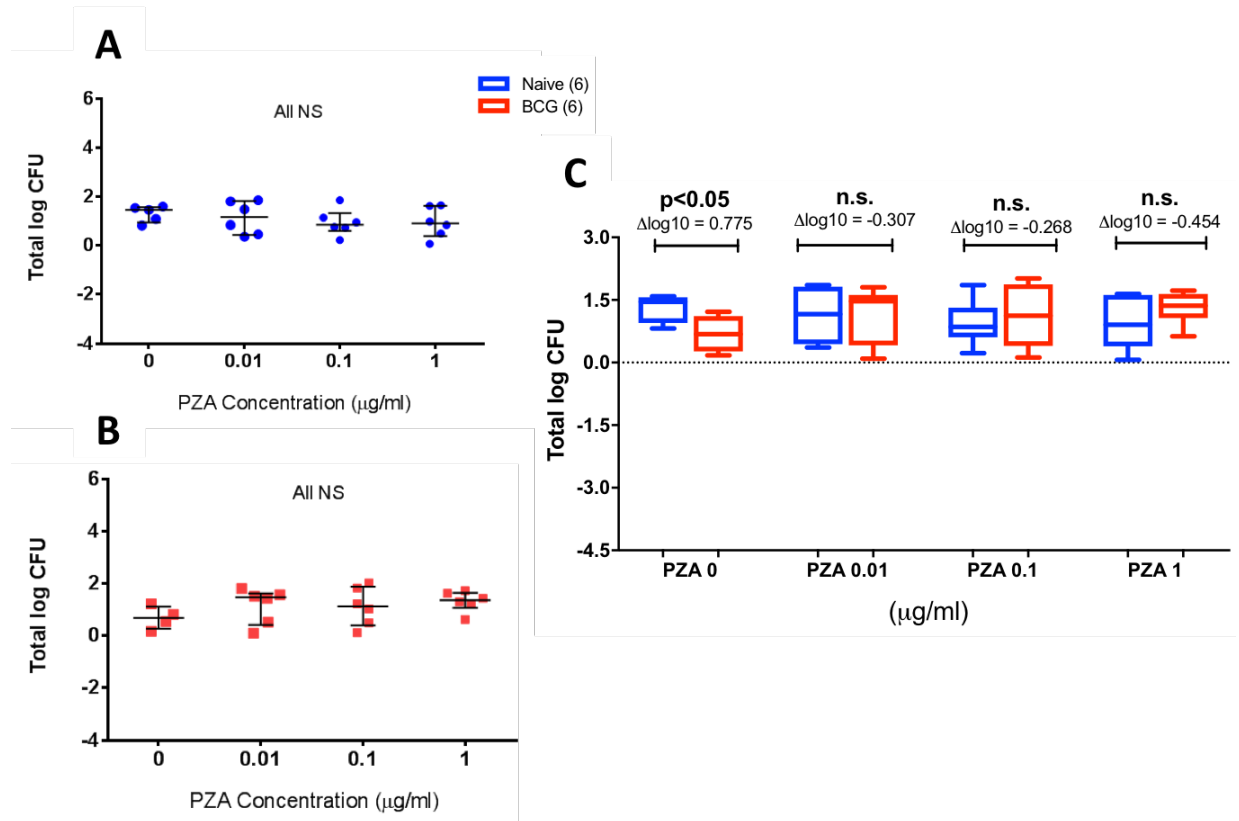 A
Naive (6)
BCG (6)
All NS
6
4
2
0
-2
-4
Total log CFU
0 0.01 0.1 1
PZA Concentration (μg/ml)
B
All NS
6
4
2
0
-2
-4
Total log CFU
0 0.01 0.1 1
PZA Concentration (μg/ml)
C
p<0.05 n.s. n.s. n.s.
Δlog10 = 0.775 Δlog10 = -0.307 Δlog10 = -0.268 Δlog10 = -0.454
3.0
1.5
0.0
-1.5
-3.0
-4.5
Total log CFU
PZA 0 PZA 0.01 PZA 0.1 PZA 1
(μg/ml)